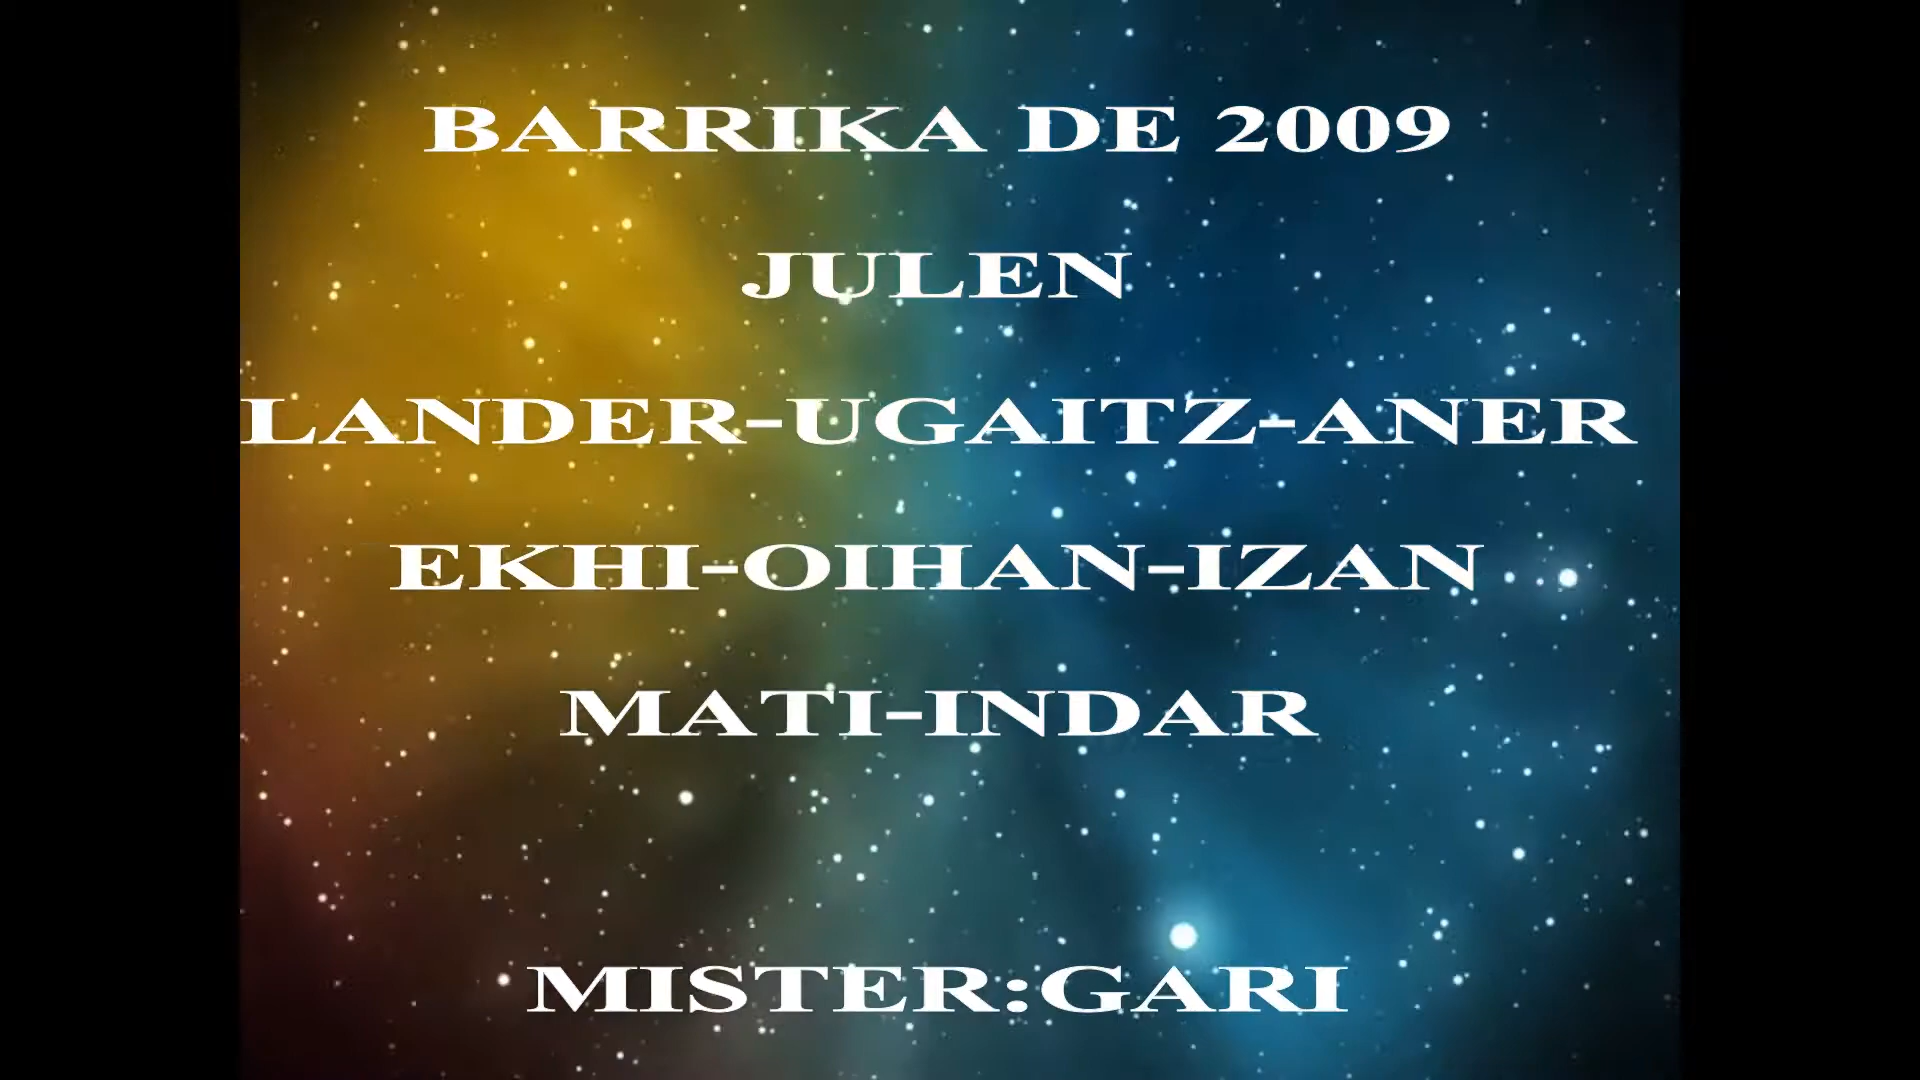 BARRIKA DE 2009
JULEN
LANDER-UGAITZ-ANER
EKHI-OIHAN-IZAN
MATI-INDAR
MISTER:GARI